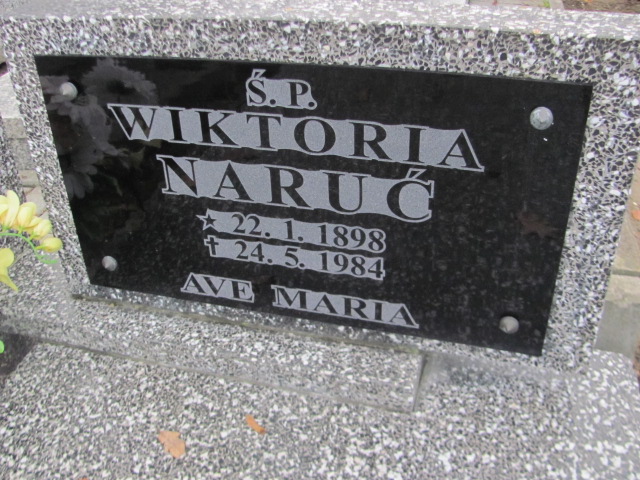 Ś.P.
WIKTORIA
NARUĆ
★ 22. 1. 1898
✝ 24. 5. 1984
AVE MARIA